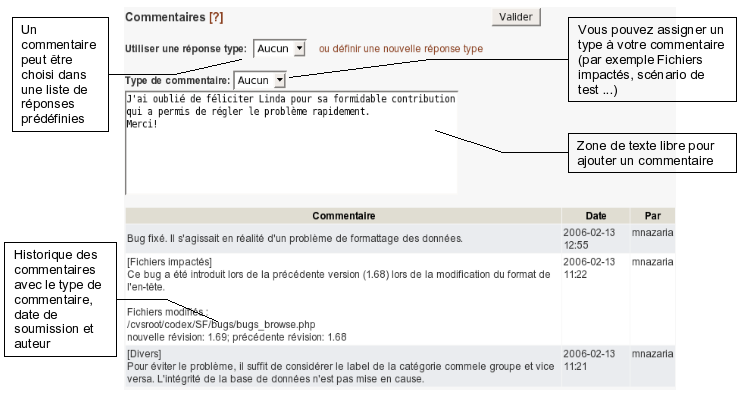 Commentaires [?]
Valider
Un
commentaire
peut être
choisi dans
une liste de
réponses
prédéfinies
Vous pouvez assigner un
type à votre commentaire
(par exemple Fichiers
impactés, scénario de
test ...)
Utiliser une réponse type: Aucun ou définir une nouvelle réponse type
Type de commentaire: Aucun
J'ai oublié de féliciter Linda pour sa formidable contribution
qui a permis de régler le problème rapidement.
Merci!
Zone de texte libre pour
ajouter un commentaire
Commentaire Date Par
Bug fixé. Il s'agissait en réalité d'un problème de formattage des données. 2006-02-13 mnazaria
12:55
Historique des
commentaires
avec le type de
commentaire,
date de
soumission et
auteur
[Fichiers impactés] 2006-02-13 mnazaria
Ce bug a été introduit lors de la précédente version (1.68) lors de la modification du format de 11:22
l'en-tête.
Fichiers modifiés :
/cvsroot/codex/SF/bugs/bugs_browse.php
nouvelle révision: 1.69; précédente révision: 1.68
[Divers] 2006-02-13 mnazaria
Pour éviter le problème, il suffit de considérer le label de la catégorie commele groupe et vice 11:21
versa. L'intégrité de la base de données n'est pas mise en cause.